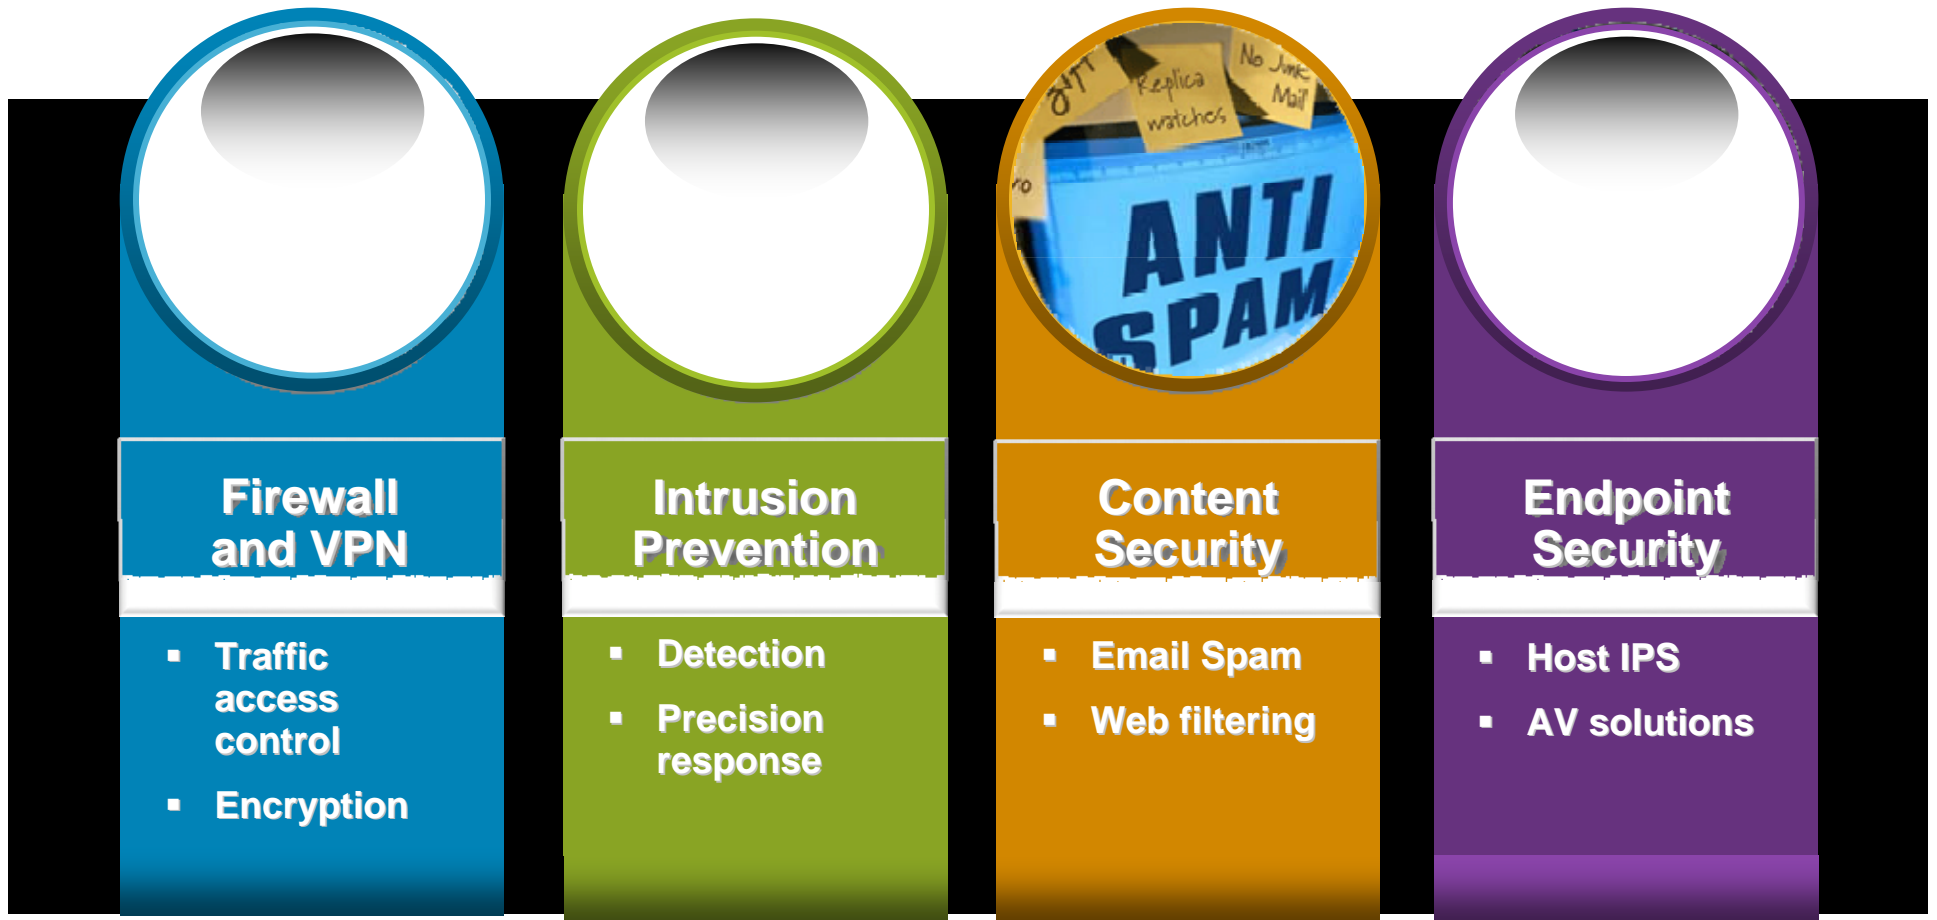 Replica
watches
No Junk
Mail
ANTI
SPAM
Firewall
and VPN
Intrusion
Prevention
Content
Security
Endpoint
Security
▪ Traffic
access
control
▪ Encryption
▪ Detection
▪ Precision
response
▪ Email Spam
▪ Web filtering
▪ Host IPS
▪ AV solutions